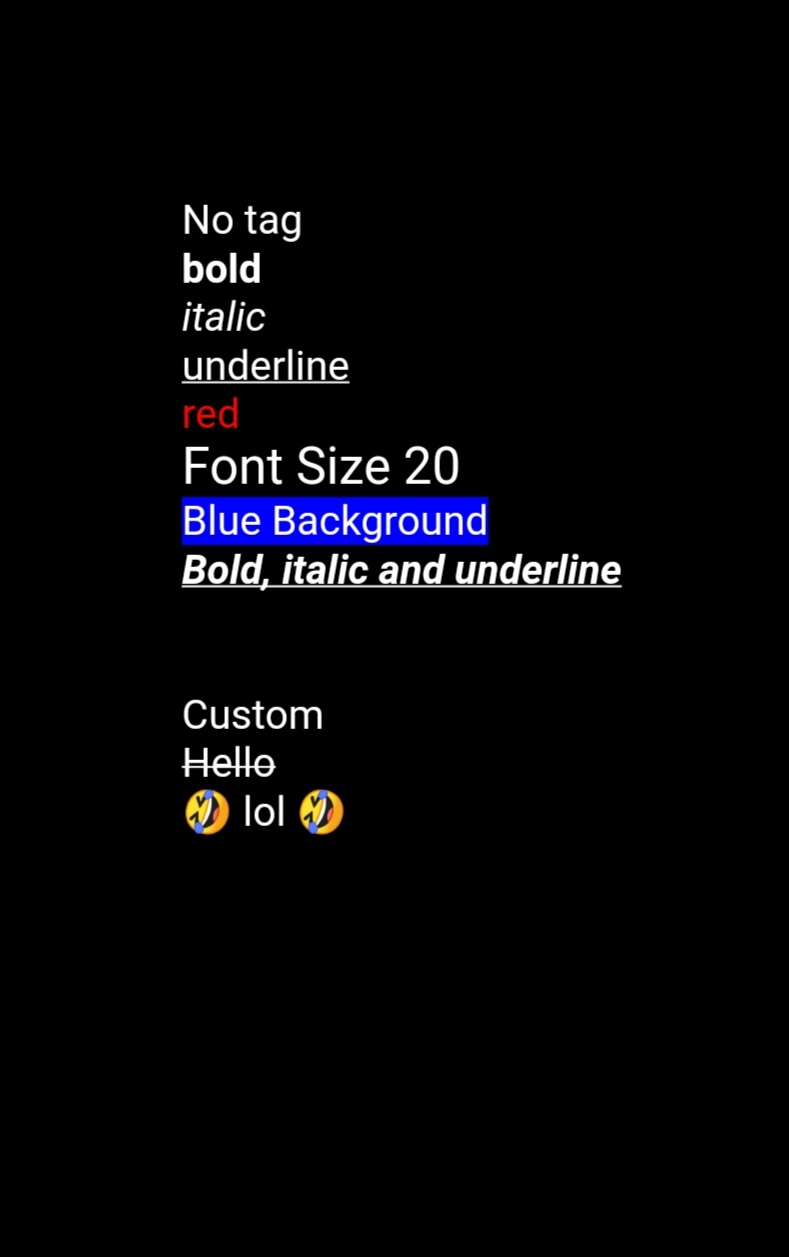 No tag
bold
italic
underline
red
Font Size 20
Blue Background
Bold, italic and underline
Custom
Hello
🤣 lol 🤣